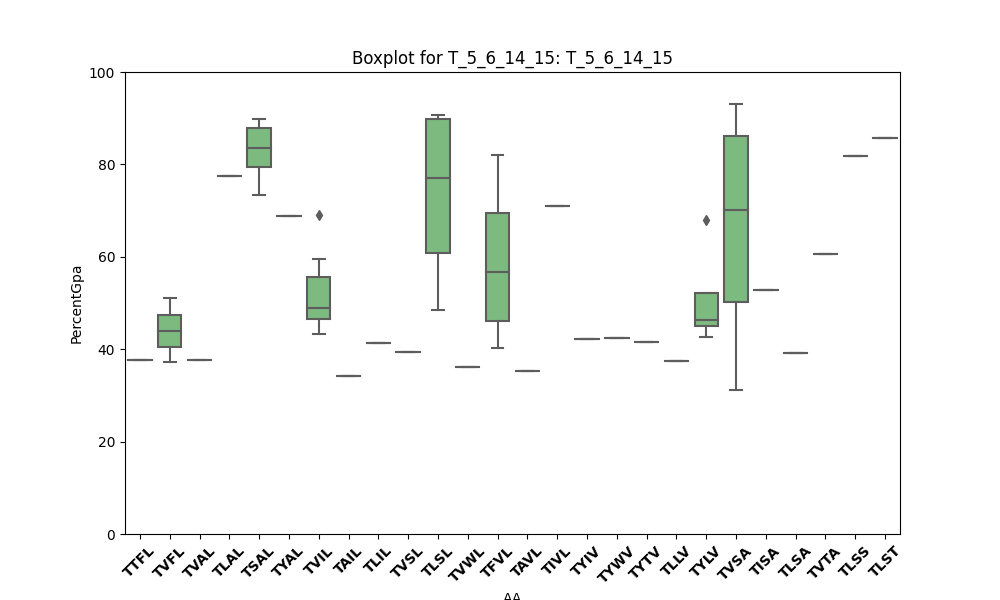 Boxplot for T_5_6_14_15: T_5_6_14_15
100
80
60
40
20
0
PercentGpa
TTFL TVFL TVAL TLAL TSAL TYAL TVIL TAIL TLIL TVSL TLSL TVWL TFVL TAVL TIVL TYIV TYWV TYTV TLLV TYLV TVSA TISA TLSA TVTA TLSS TLST
AA